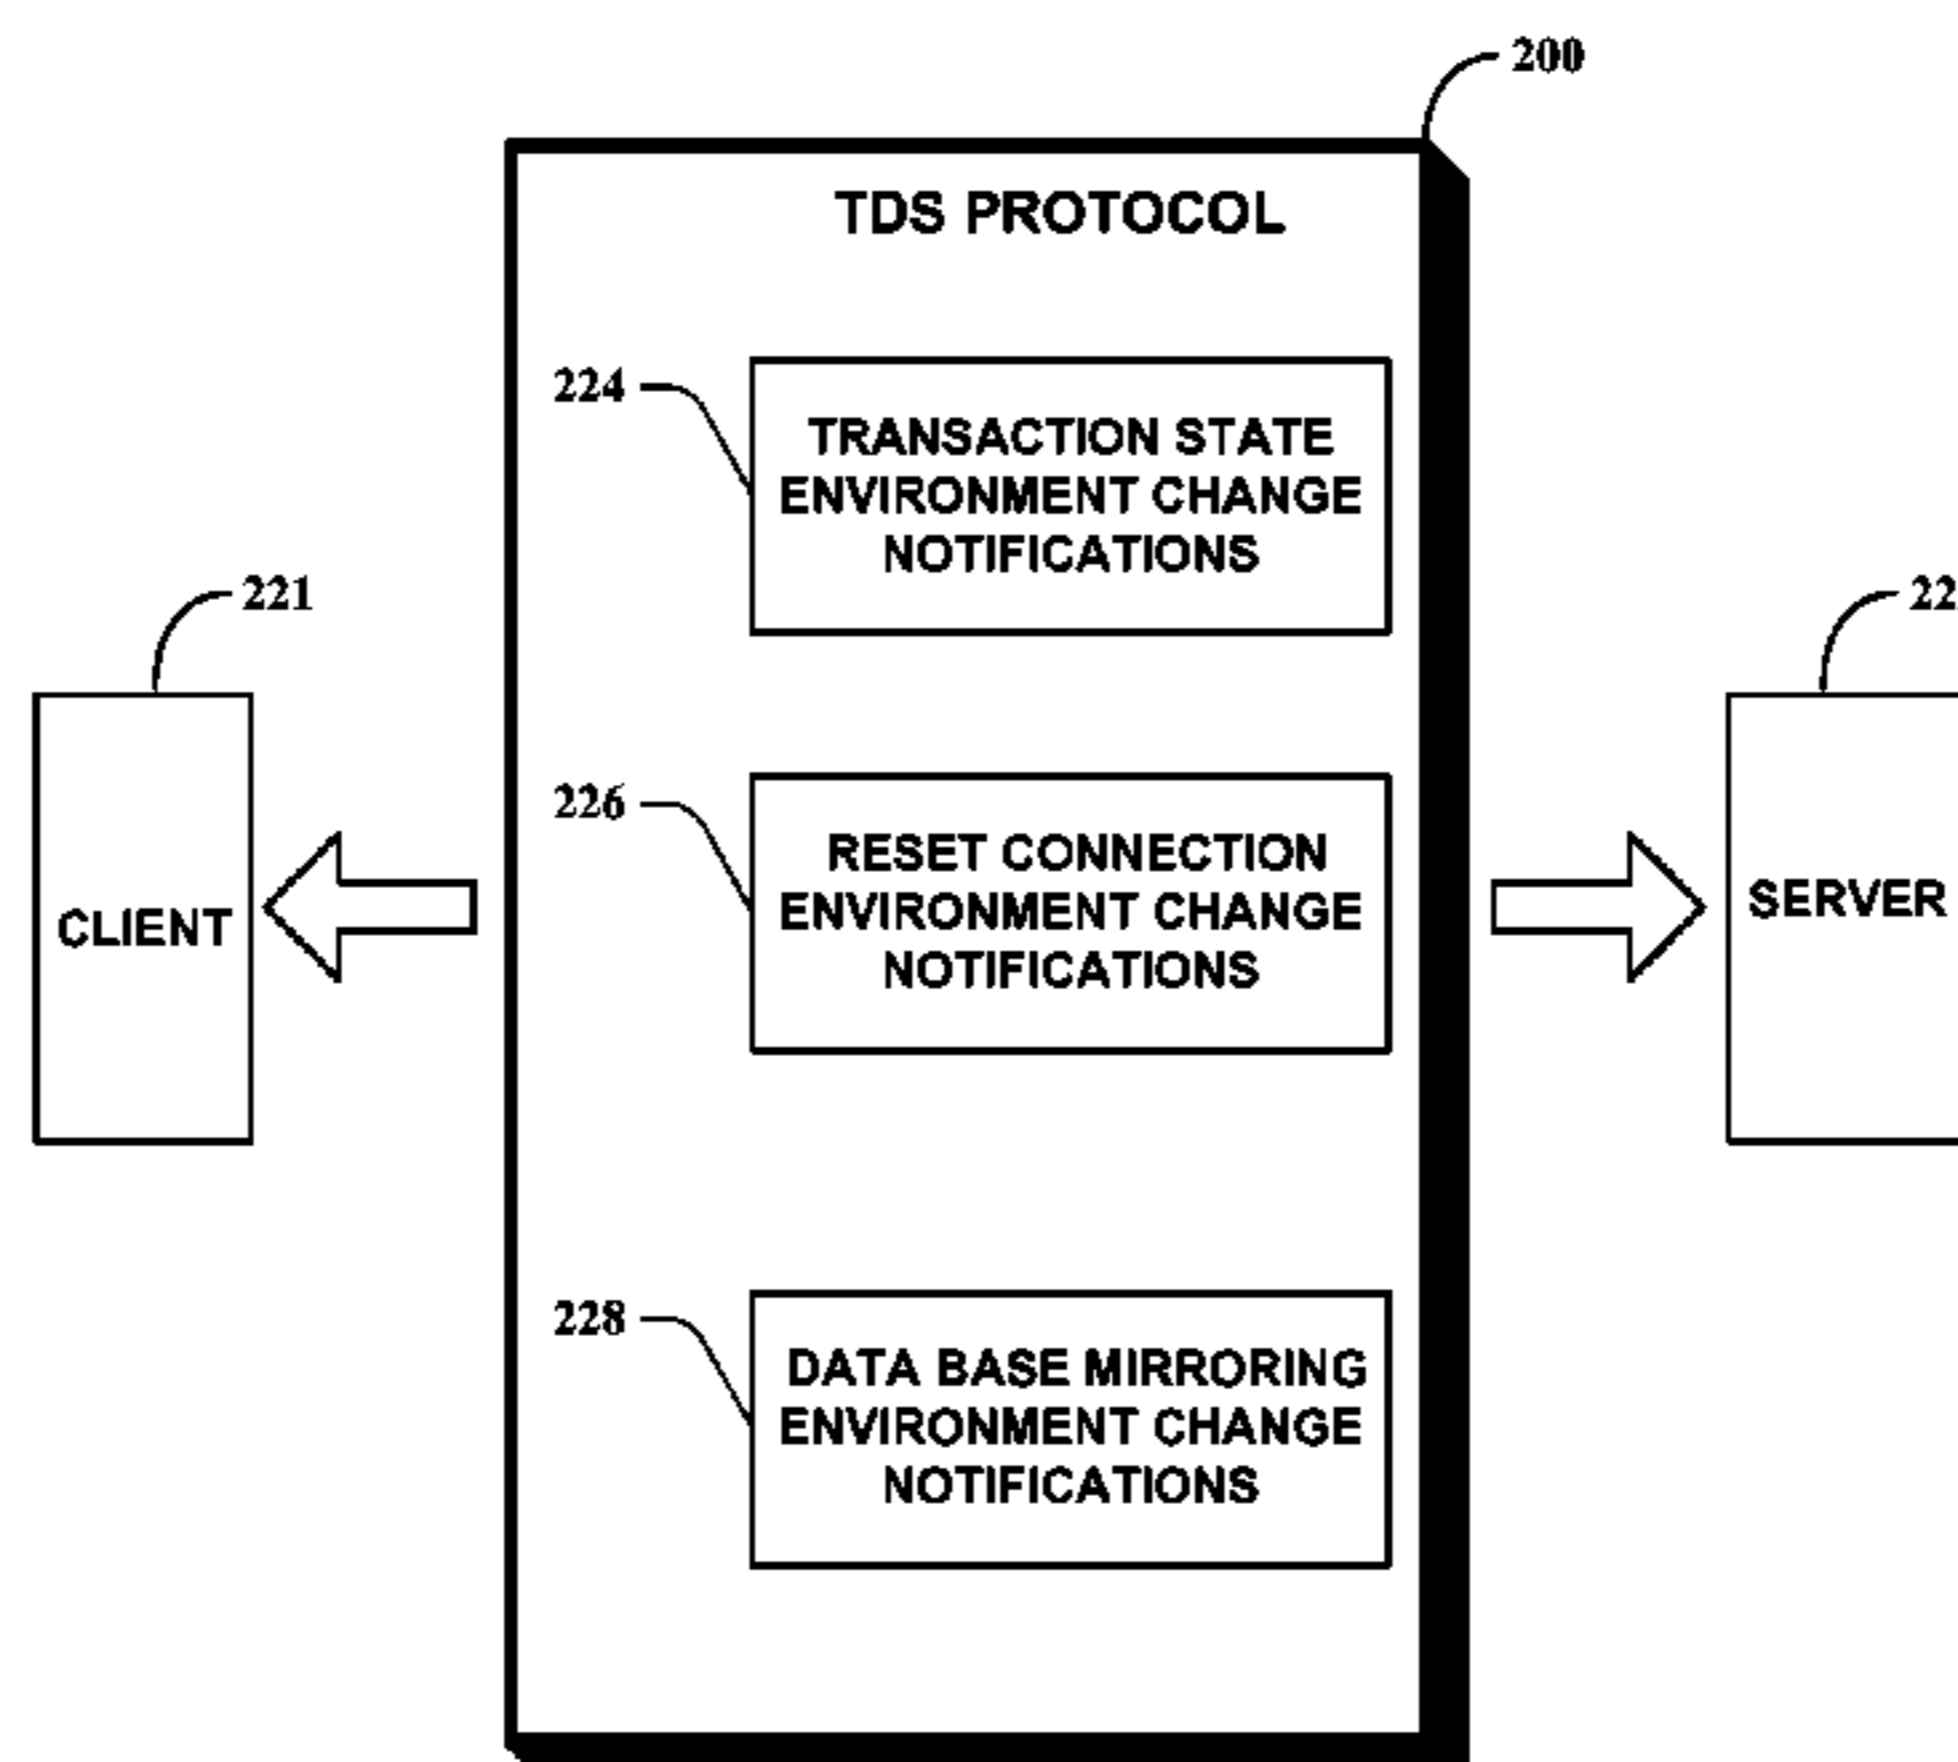 200
TDS PROTOCOL
224
TRANSACTION STATE
ENVIRONMENT CHANGE
NOTIFICATIONS
221
CLIENT
226
RESET CONNECTION
ENVIRONMENT CHANGE
NOTIFICATIONS
SERVER
228
DATA BASE MIRRORING
ENVIRONMENT CHANGE
NOTIFICATIONS